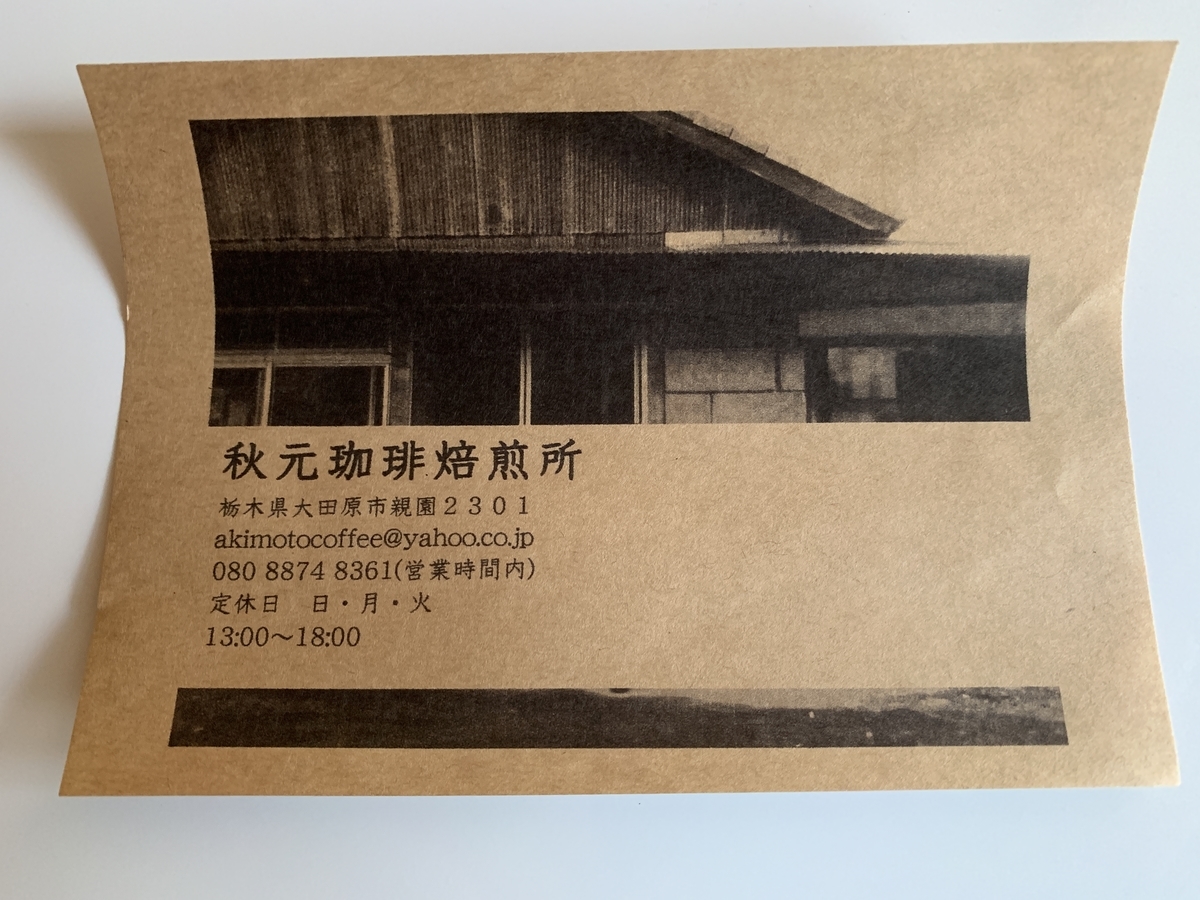 秋元珈琲焙煎所
栃木県大田原市親園２３０１
akimotocoffee@yahoo.co.jp
080 8874 8361(営業時間内)
定休日　日・月・火
13:00～18:00